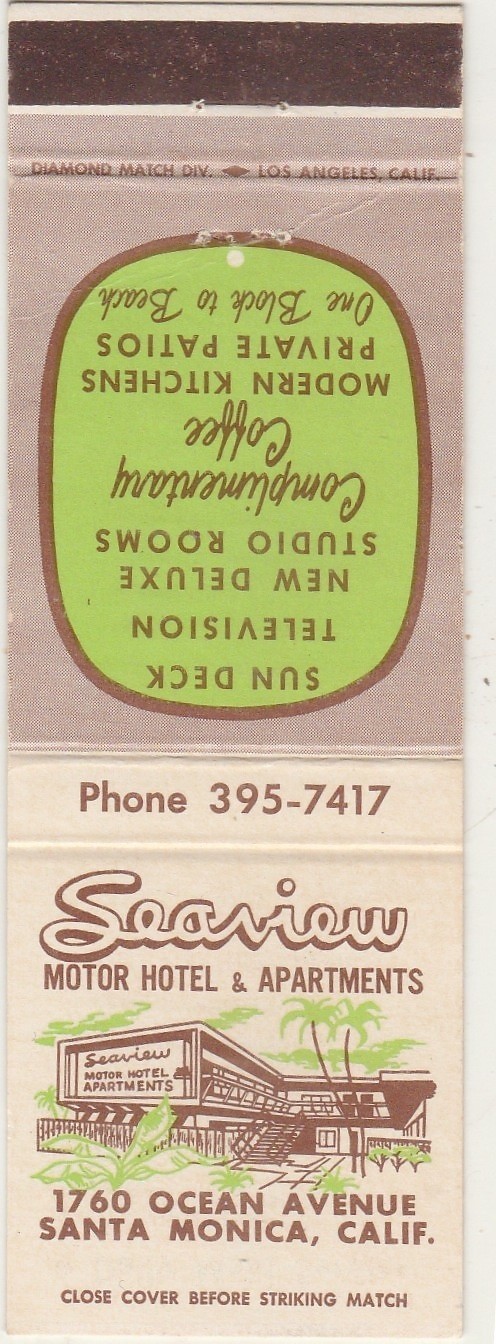 DIAMOND MATCH DIV. LOS ANGELES, CALIF.
SUN DECK
TELEVISION
NEW DELUXE
STUDIO ROOMS
Complimentary
Coffee
MODERN KITCHENS
PRIVATE PATIOS
One Block to Beach
Phone 395-7417
Seaview
MOTOR HOTEL & APARTMENTS
Seaview
MOTOR HOTEL
APARTMENTS
1760 OCEAN AVENUE
SANTA MONICA, CALIF.
CLOSE COVER BEFORE STRIKING MATCH